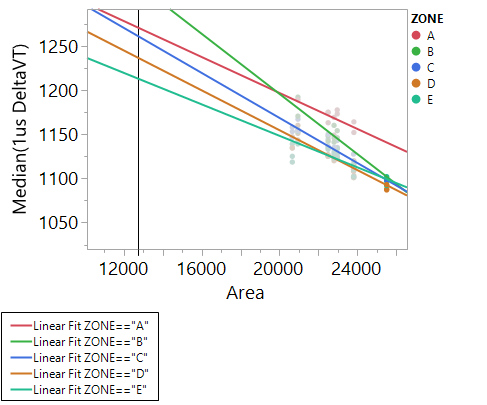 ZONE
A
B
C
D
E
Median(1us DeltaVT)
1250
1200
1150
1100
1050
12000 16000 20000 24000
Area
Linear Fit ZONE=="A"
Linear Fit ZONE=="B"
Linear Fit ZONE=="C"
Linear Fit ZONE=="D"
Linear Fit ZONE=="E"